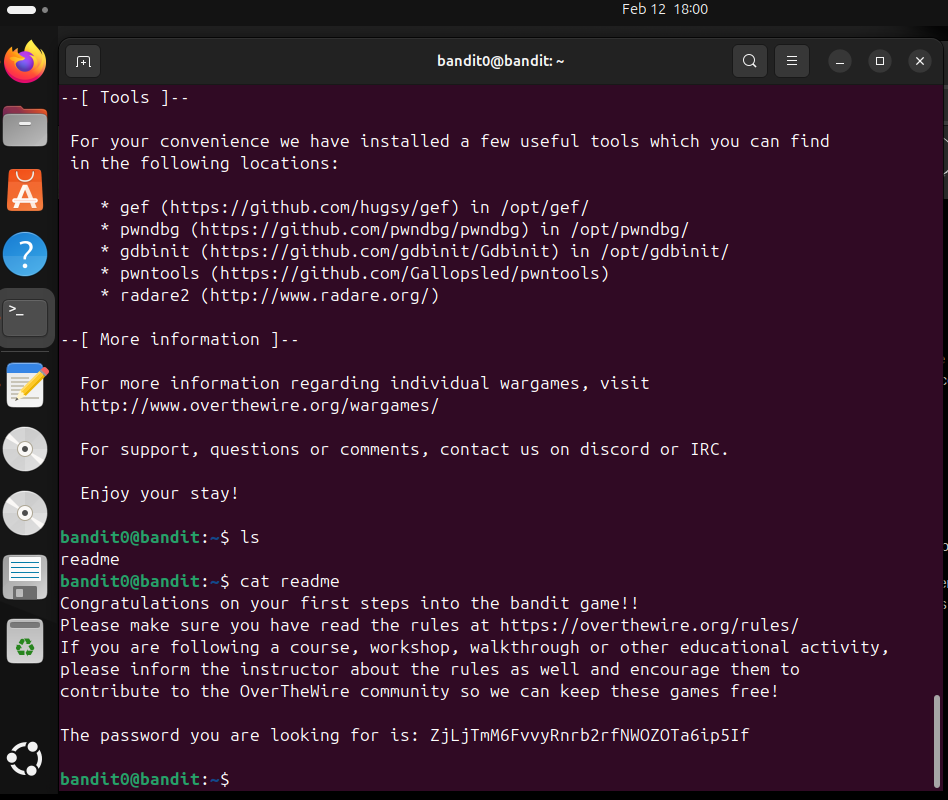 Feb 12 18:00
bandit0@bandit: ~
--[ Tools ]--
For your convenience we have installed a few useful tools which you can find
in the following locations:
* gef (https://github.com/hugsy/gef) in /opt/gef/
* pwndbg (https://github.com/pwndbg/pwndbg) in /opt/pwndbg/
* gdbinit (https://github.com/gdbinit/Gdbinit) in /opt/gdbinit/
* pwntools (https://github.com/Gallopsled/pwntools)
* radare2 (http://www.radare.org/)
--[ More information ]--
For more information regarding individual wargames, visit
http://www.overthewire.org/wargames/
For support, questions or comments, contact us on discord or IRC.
Enjoy your stay!
bandit0@bandit:~$ ls
readme
bandit0@bandit:~$ cat readme
Congratulations on your first steps into the bandit game!!
Please make sure you have read the rules at https://overthewire.org/rules/
If you are following a course, workshop, walkthrough or other educational activity,
please inform the instructor about the rules as well and encourage them to
contribute to the OverTheWire community so we can keep these games free!
The password you are looking for is: ZjLjTmM6FvvyRnrb2rfNWOZOTa6ip5If
bandit0@bandit:~$